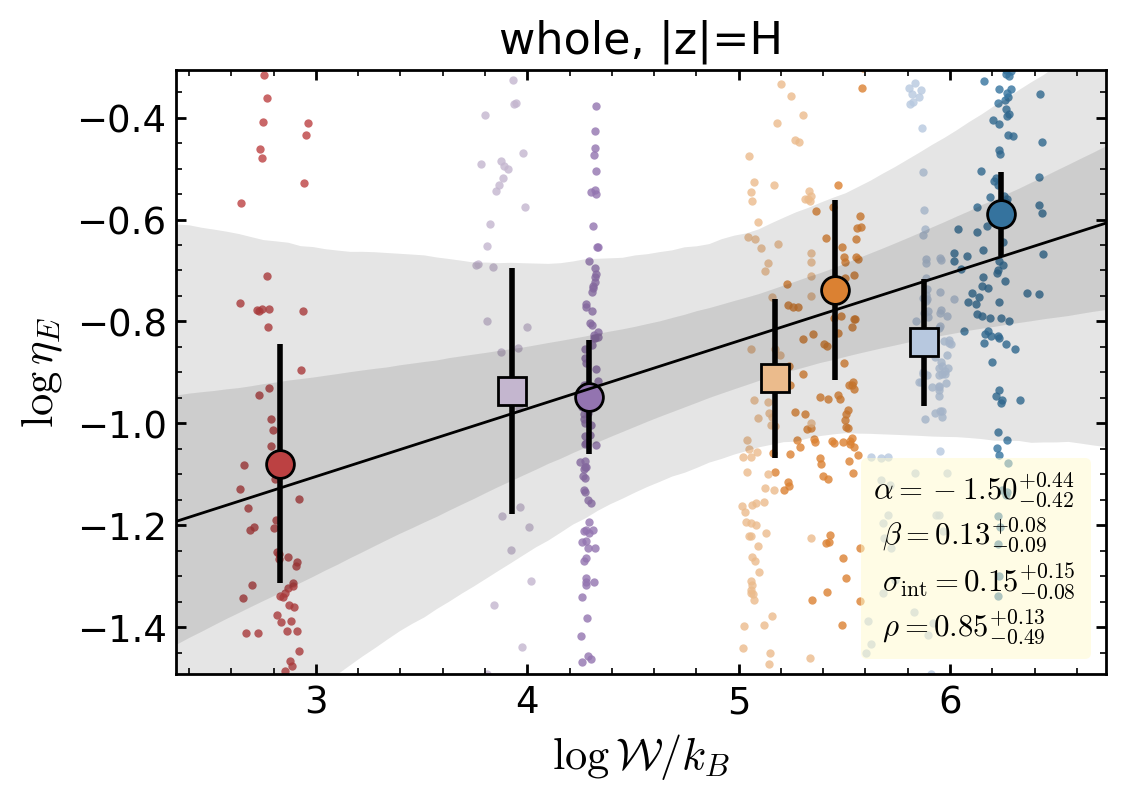 whole, |z|=H
log η_E
−0.4
−0.6
−0.8
−1.0
−1.2
−1.4
α = −1.50^{+0.44}_{−0.42}
β = 0.13^{+0.08}_{−0.09}
σ_int = 0.15^{+0.15}_{−0.08}
ρ = 0.85^{+0.13}_{−0.49}
3 4 5 6
log 𝒲/k_B